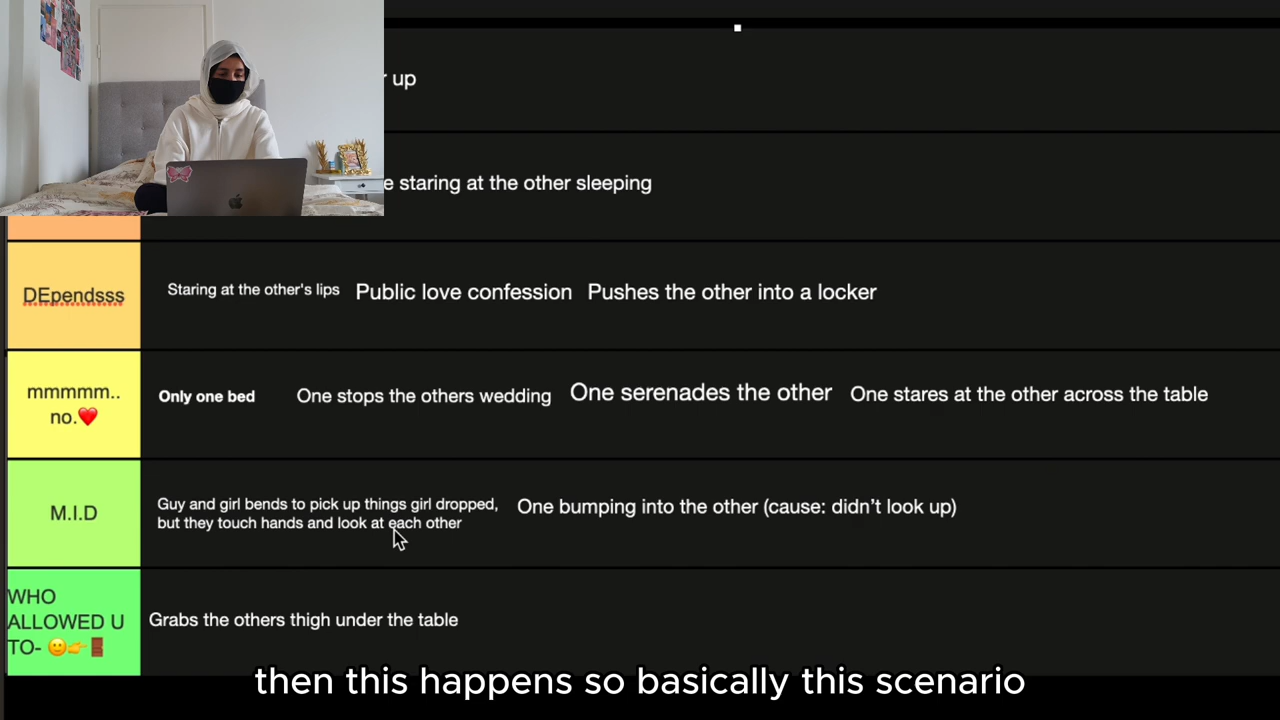 up
e staring at the other sleeping
DEpendsss
Staring at the other's lips
Public love confession
Pushes the other into a locker
mmmmm..
no.❤️
Only one bed
One stops the others wedding
One serenades the other
One stares at the other across the table
M.I.D
Guy and girl bends to pick up things girl dropped,
but they touch hands and look at each other
One bumping into the other (cause: didn’t look up)
WHO
ALLOWED U
TO- 🙂👉🚪
Grabs the others thigh under the table
then this happens so basically this scenario